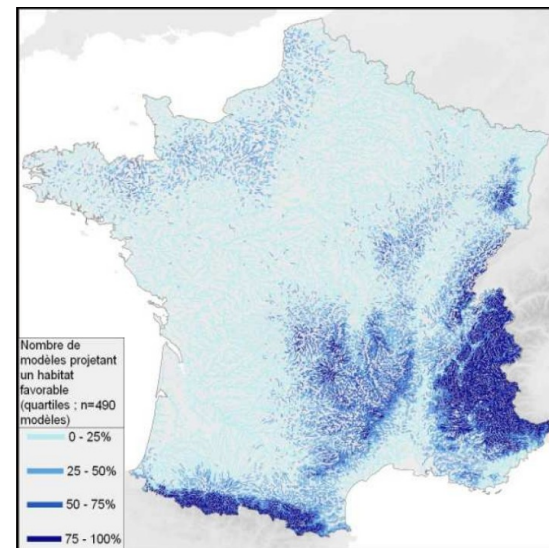 Nombre de
modèles projetant
un habitat
favorable
(quartiles ; n=490
modèles)
0 - 25%
25 - 50%
50 - 75%
75 - 100%